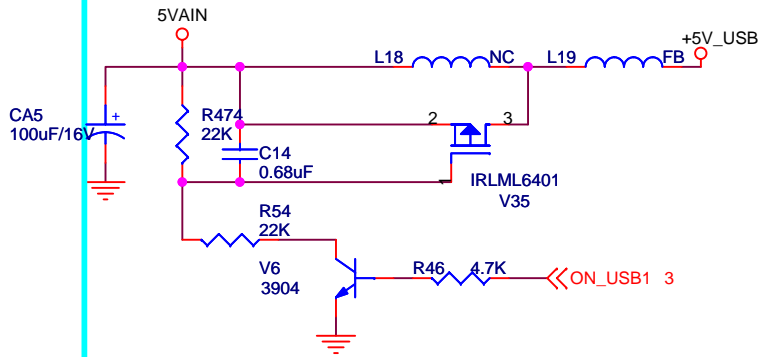 5VAIN
+5V_USB
L18
NC
L19
FB
CA5
100uF/16V
R474
22K
2
3
C14
0.68uF
IRLML6401
V35
R54
22K
V6
3904
R46
4.7K
ON_USB1 3